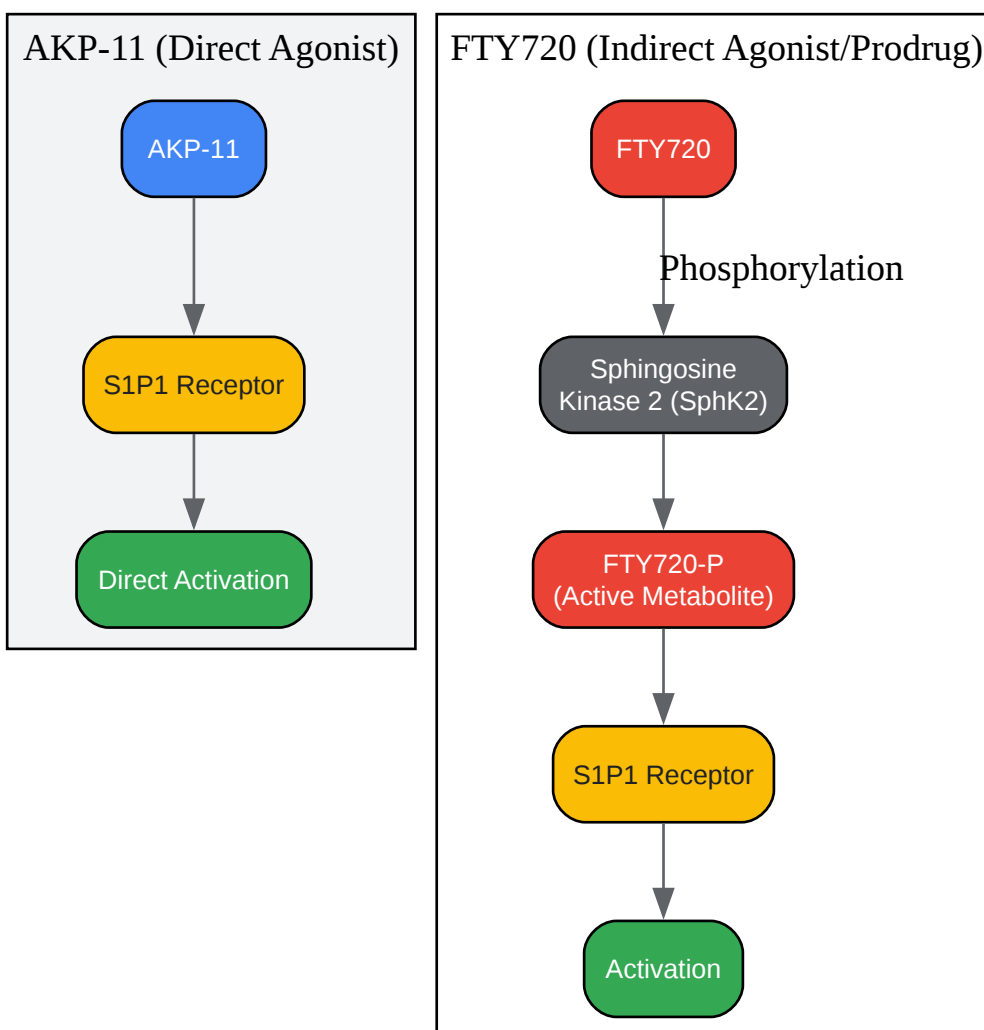 AKP-11 (Direct Agonist)
AKP-11
S1P1 Receptor
Direct Activation
FTY720 (Indirect Agonist/Prodrug)
FTY720
Phosphorylation
Sphingosine
Kinase 2 (SphK2)
FTY720-P
(Active Metabolite)
S1P1 Receptor
Activation